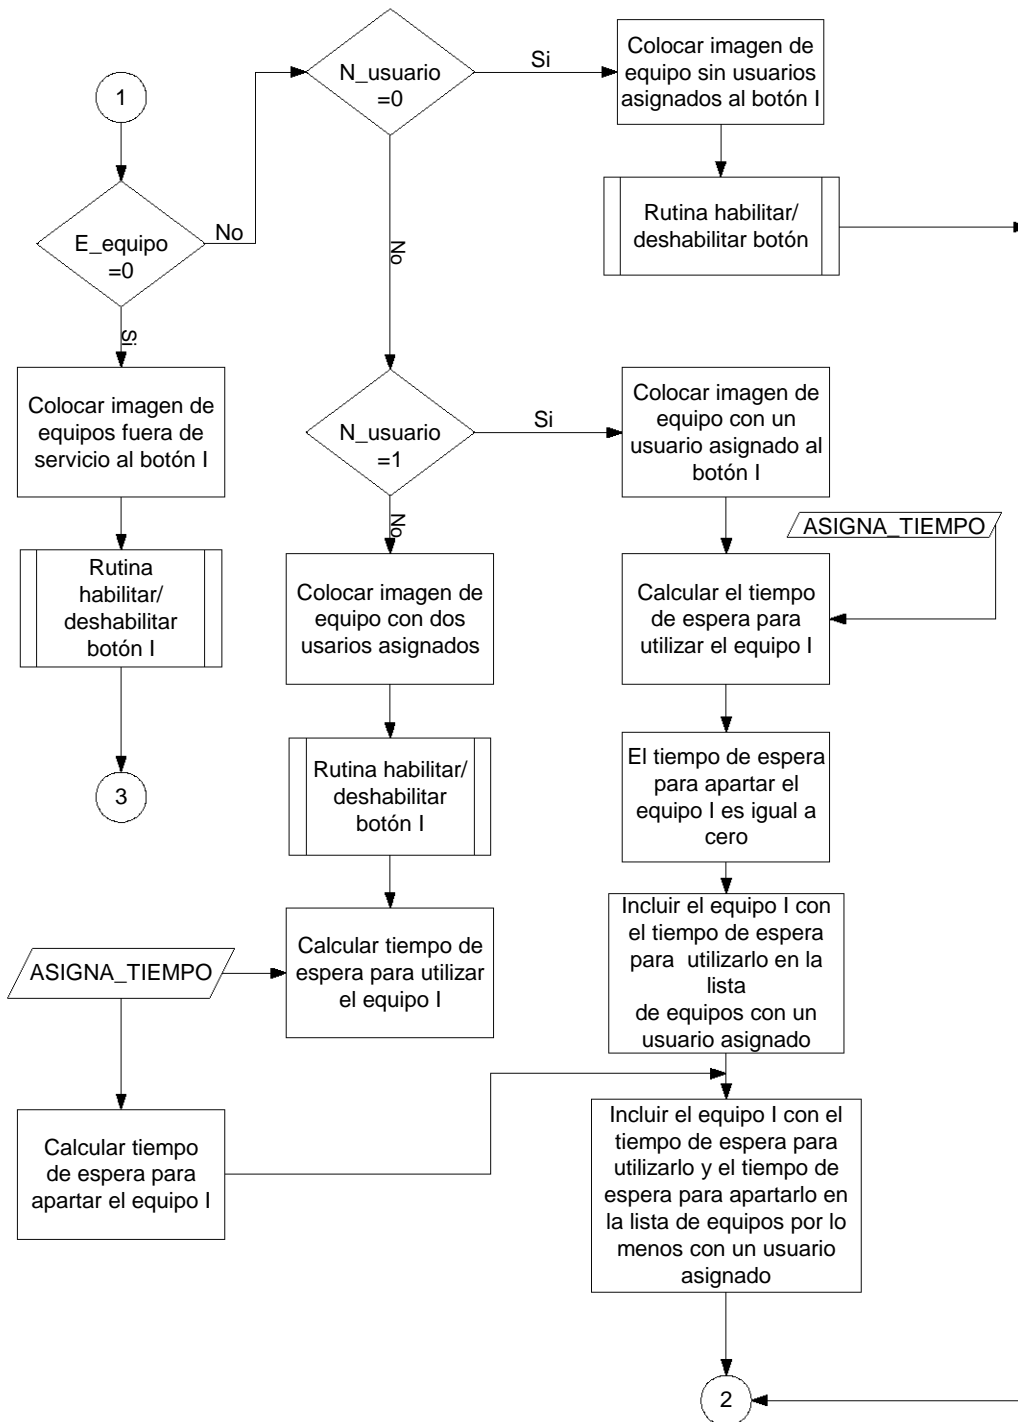 1
E_equipo
=0
No
Si
Colocar imagen de
equipos fuera de
servicio al botón I
Rutina
habilitar/
deshabilitar
botón I
3
N_usuario
=0
Si
Colocar imagen de
equipo sin usuarios
asignados al botón I
Rutina habilitar/
deshabilitar botón
No
N_usuario
=1
Si
Colocar imagen de
equipo con un
usuario asignado al
botón I
ASIGNA_TIEMPO
Calcular el tiempo
de espera para
utilizar el equipo I
El tiempo de espera
para apartar el
equipo I es igual a
cero
Incluir el equipo I con
el tiempo de espera
para utilizarlo en la
lista
de equipos con un
usuario asignado
No
Colocar imagen de
equipo con dos
usarios asignados
Rutina habilitar/
deshabilitar
botón I
Calcular tiempo de
espera para utilizar
el equipo I
ASIGNA_TIEMPO
Calcular tiempo
de espera para
apartar el equipo I
Incluir el equipo I con el
tiempo de espera para
utilizarlo y el tiempo de
espera para apartarlo en
la lista de equipos por lo
menos con un usuario
asignado
2